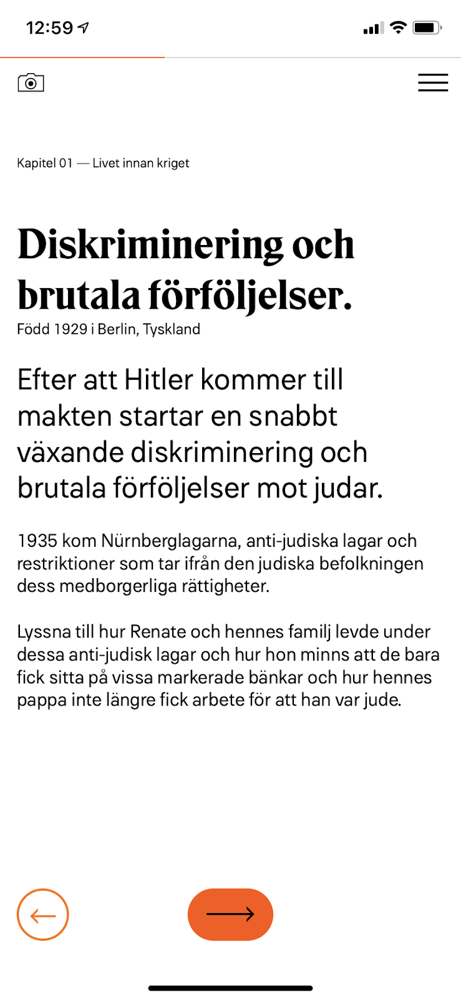 12:59
Kapitel 01 — Livet innan kriget
Diskriminering och
brutala förföljelser.
Född 1929 i Berlin, Tyskland
Efter att Hitler kommer till
makten startar en snabbt
växande diskriminering och
brutala förföljelser mot judar.
1935 kom Nürnberglagarna, anti-judiska lagar och
restriktioner som tar ifrån den judiska befolkningen
dess medborgerliga rättigheter.
Lyssna till hur Renate och hennes familj levde under
dessa anti-judisk lagar och hur hon minns att de bara
fick sitta på vissa markerade bänkar och hur hennes
pappa inte längre fick arbete för att han var jude.